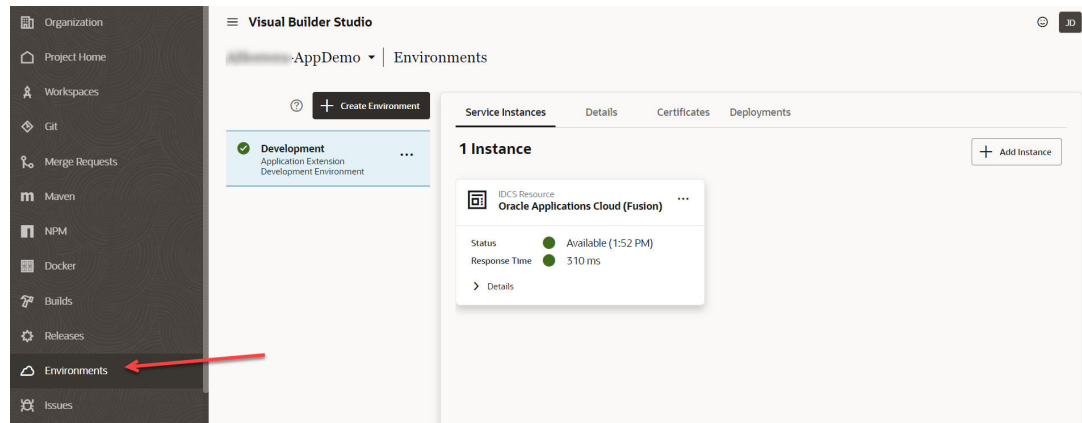 Organization
Project Home
Workspaces
Git
Merge Requests
Maven
NPM
Docker
Builds
Releases
Environments
Issues
Visual Builder Studio
JD
-AppDemo
Environments
Create Environment
Development
Application Extension
Development Environment
Service Instances Details Certificates Deployments
1 Instance
Add Instance
IDCS Resource
Oracle Applications Cloud (Fusion)
Status Available (1:52 PM)
Response Time 310 ms
Details